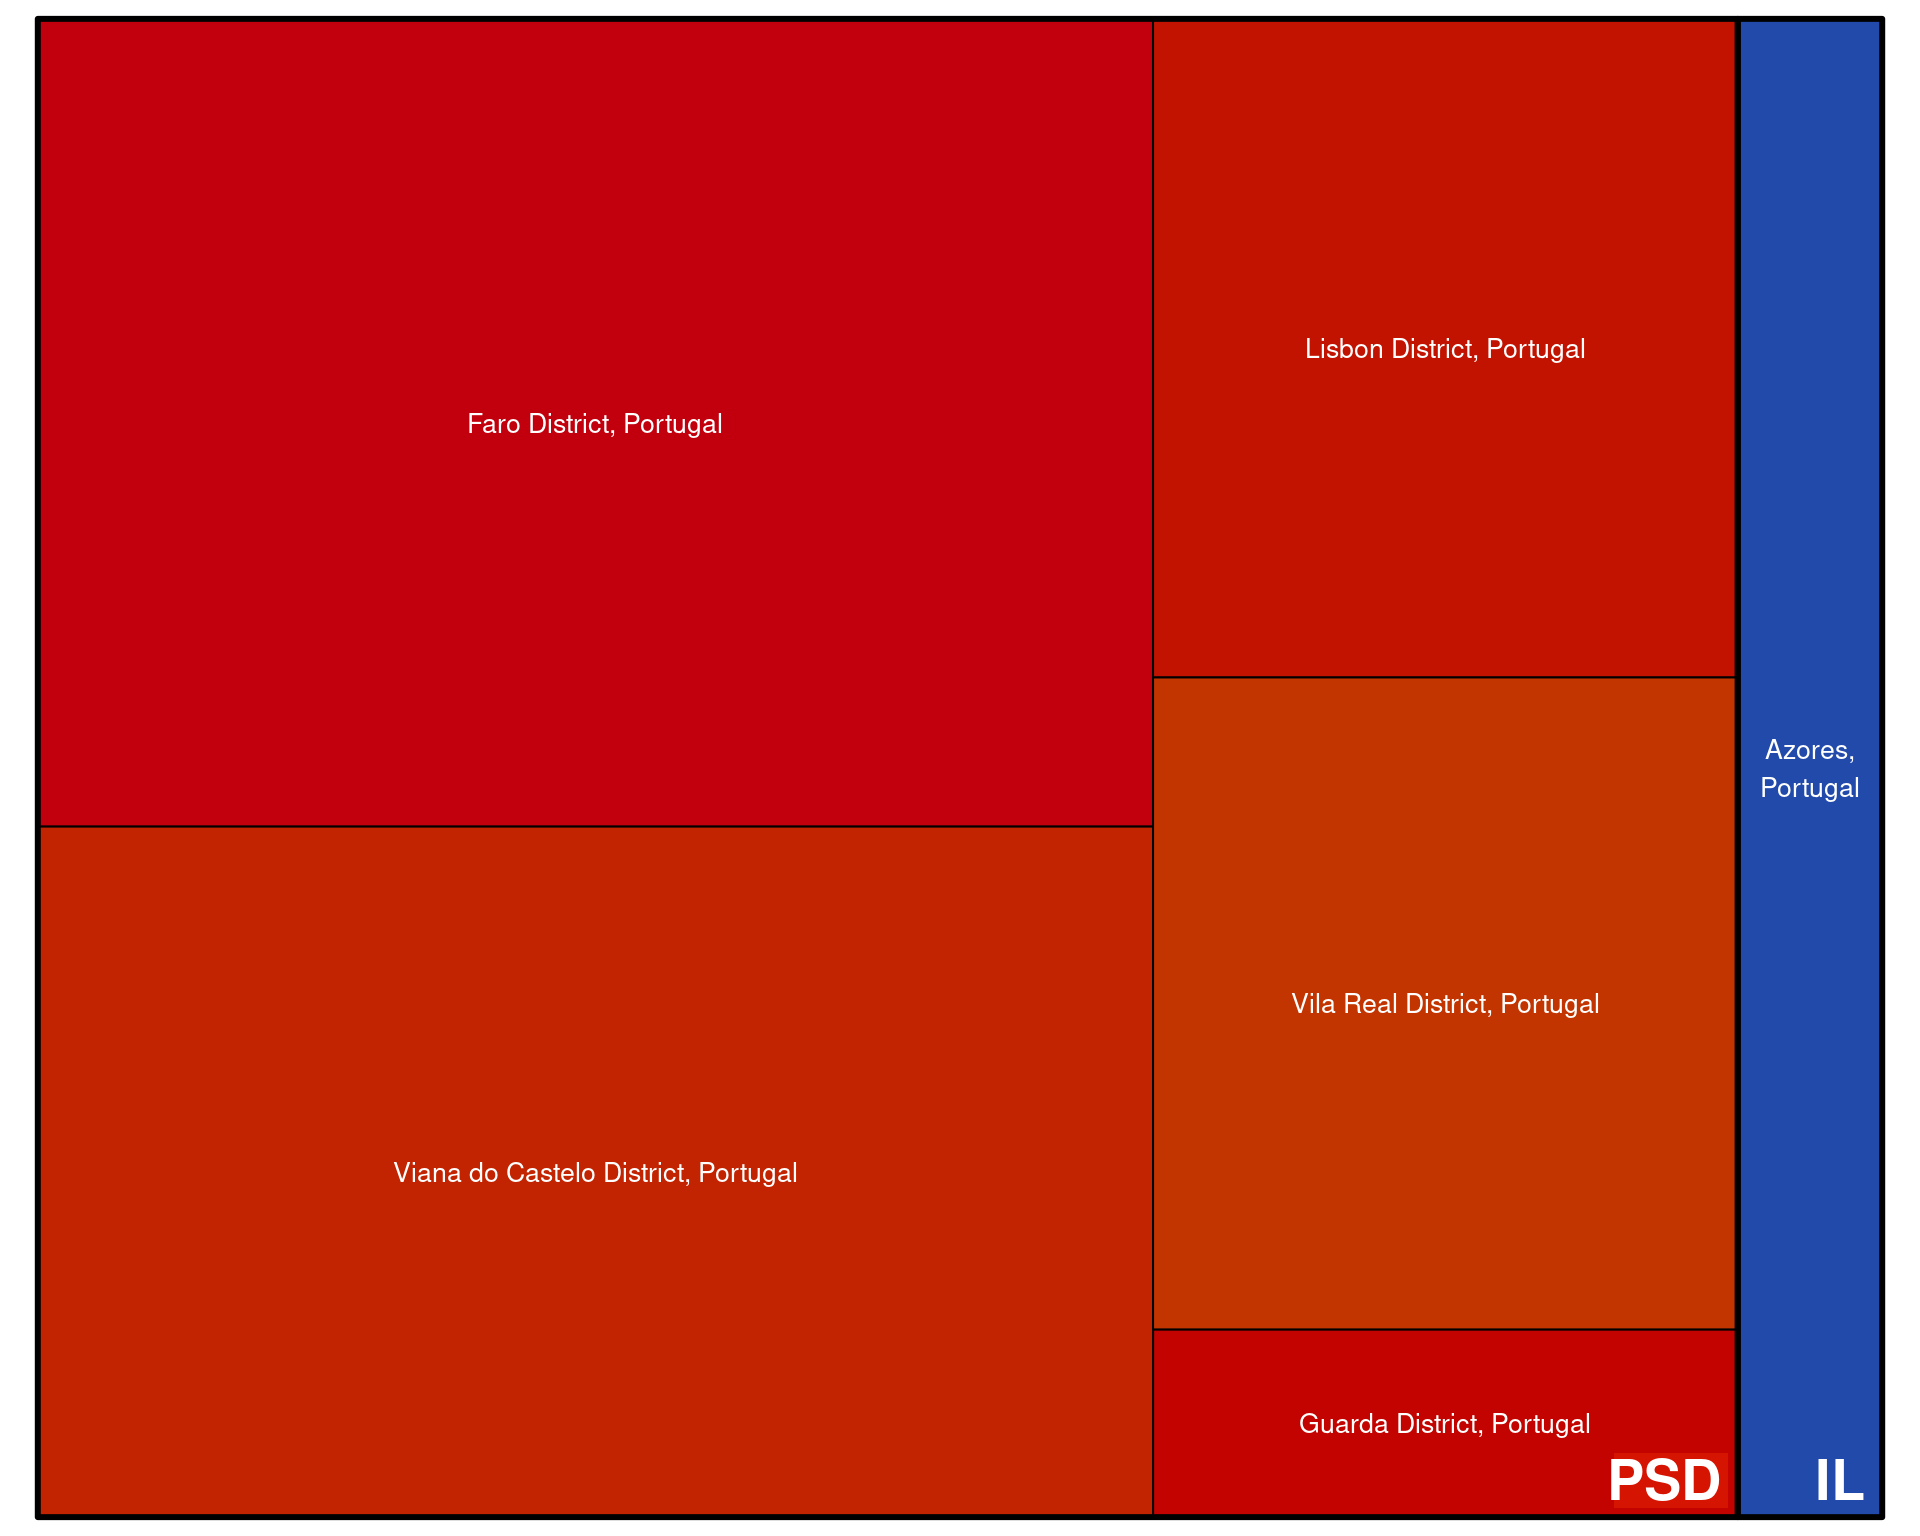 Faro District, Portugal
Viana do Castelo District, Portugal
Lisbon District, Portugal
Vila Real District, Portugal
Guarda District, Portugal
PSD
Azores,
Portugal
IL